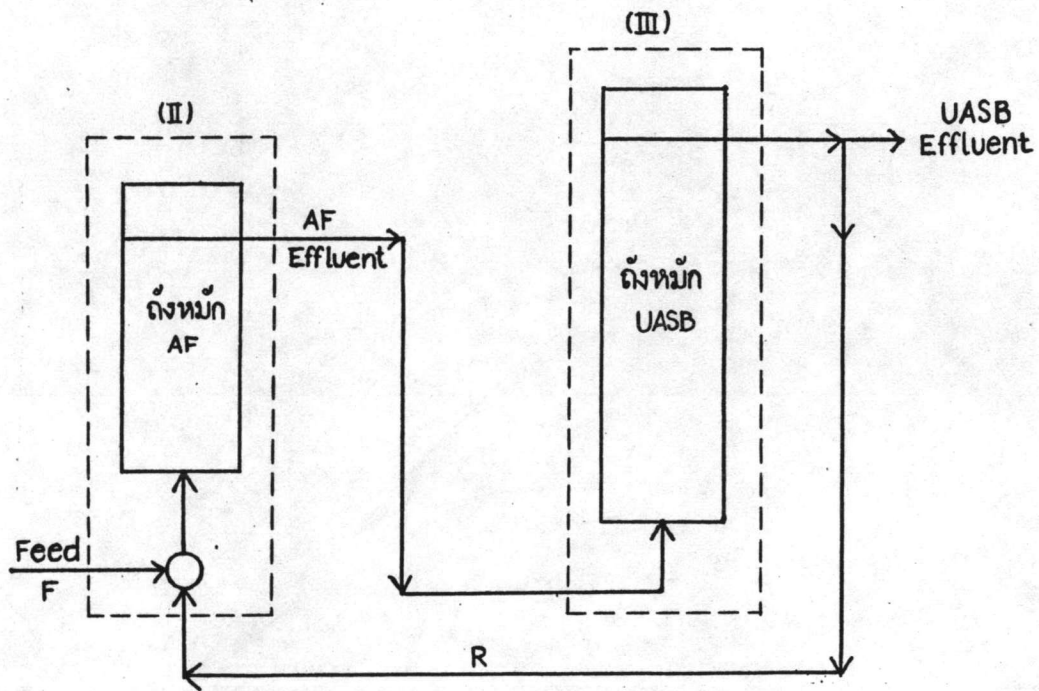 (III)
(II)
UASB
Effluent
AF
Effluent
ถังหมัก
AF
ถังหมัก
UASB
Feed
F
R